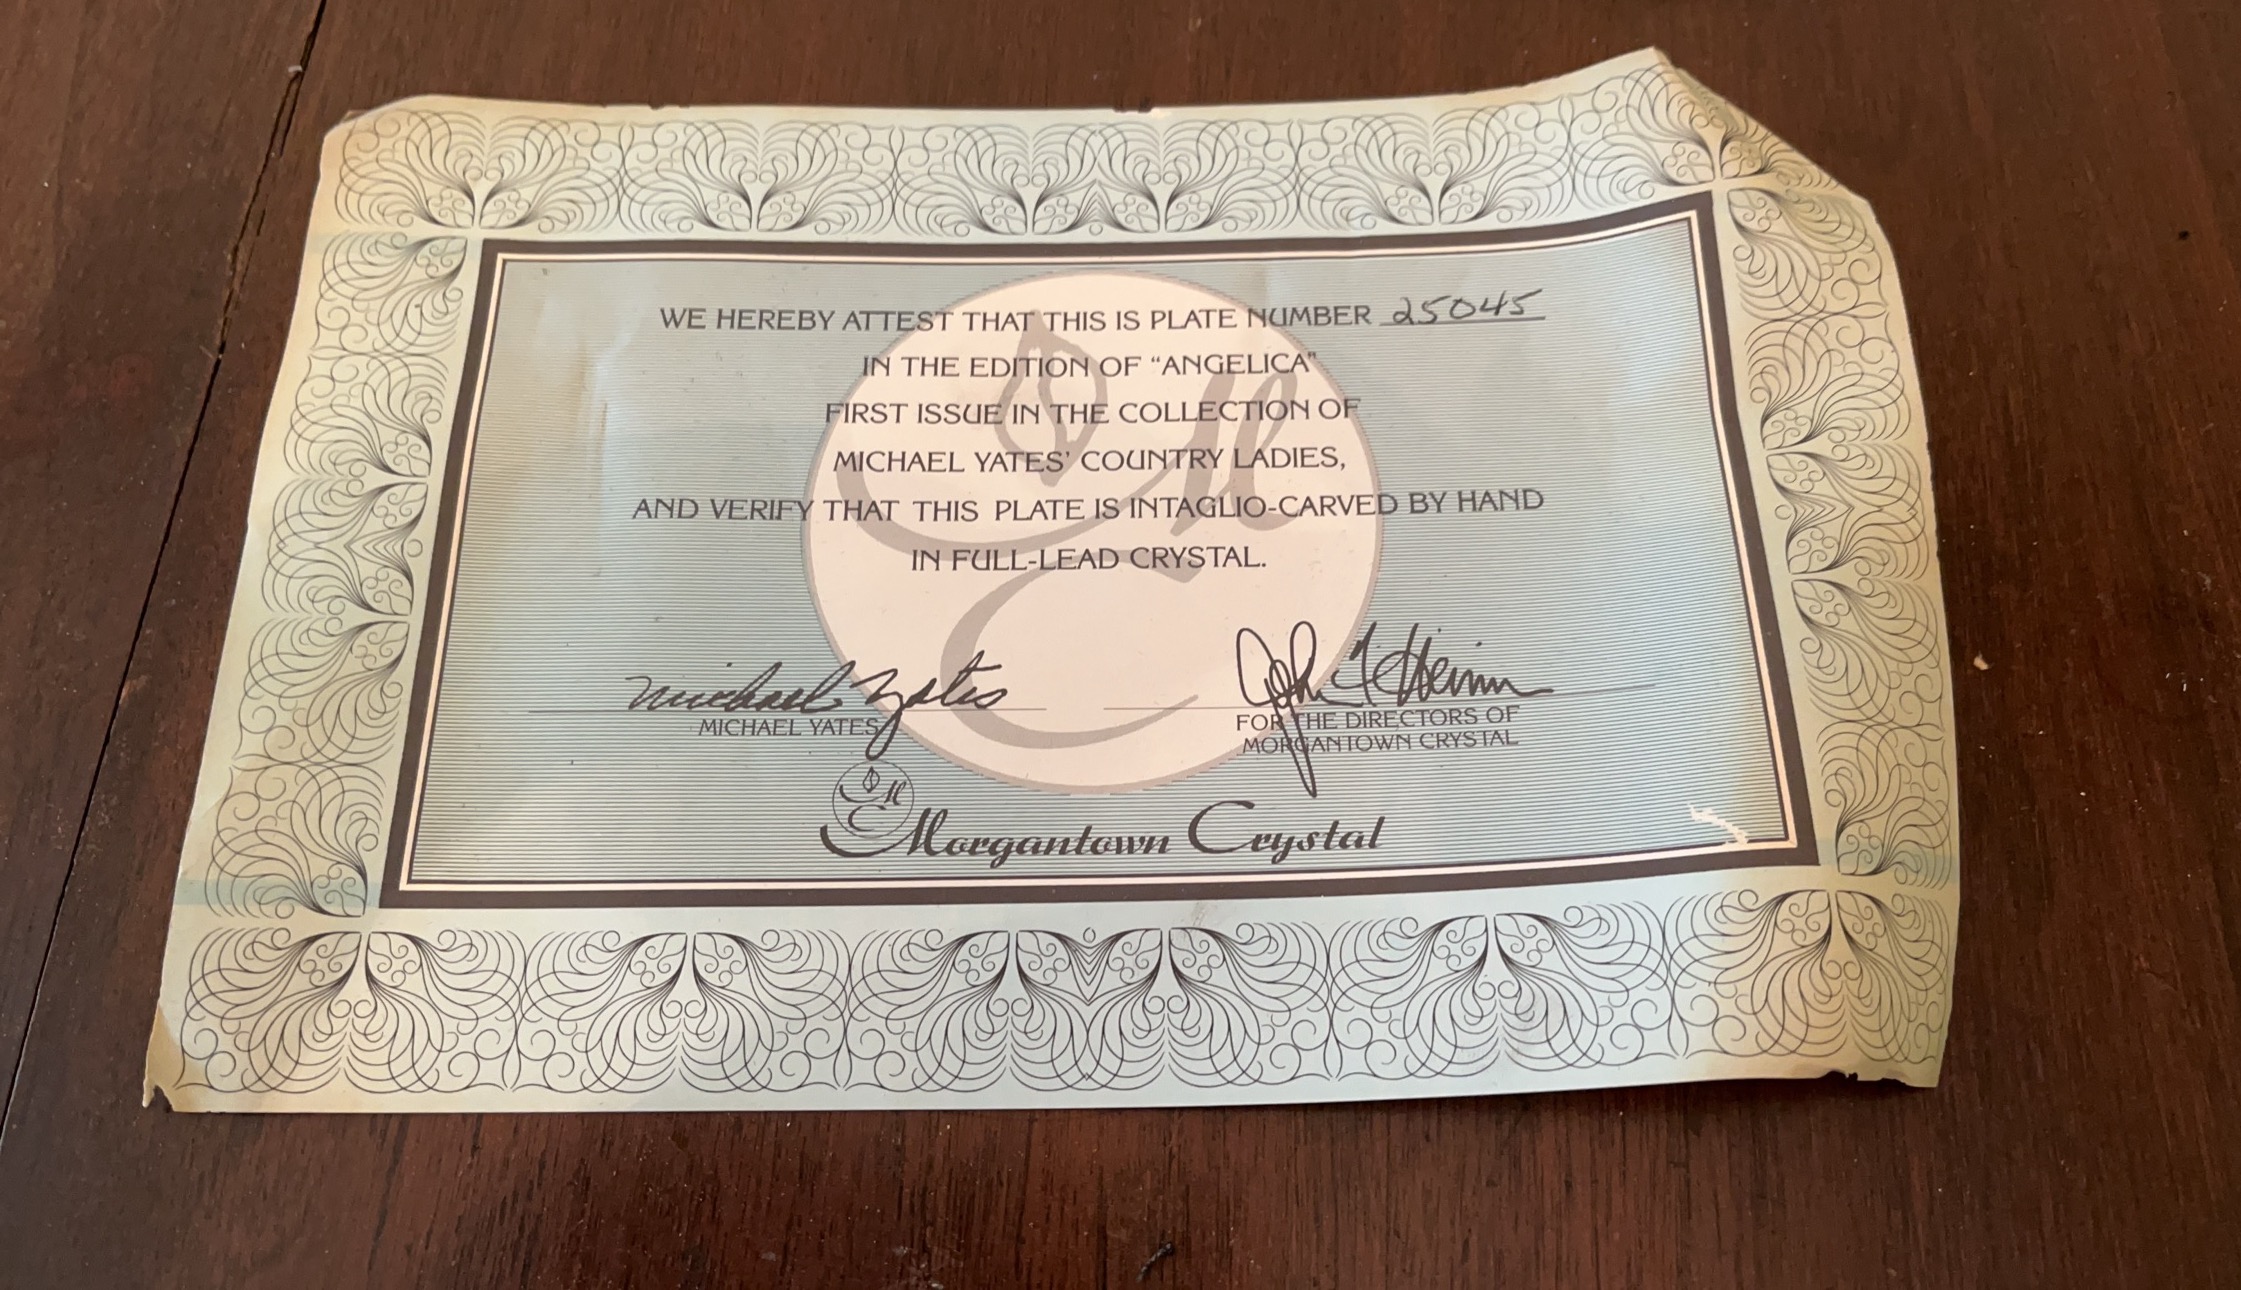 WE HEREBY ATTEST THAT THIS IS PLATE NUMBER 25045
IN THE EDITION OF “ANGELICA”
FIRST ISSUE IN THE COLLECTION OF
MICHAEL YATES’ COUNTRY LADIES,
AND VERIFY THAT THIS PLATE IS INTAGLIO-CARVED BY HAND
IN FULL-LEAD CRYSTAL.
Michael Yates
MICHAEL YATES
John
FOR THE DIRECTORS OF
MORGANTOWN CRYSTAL
Morgantown Crystal